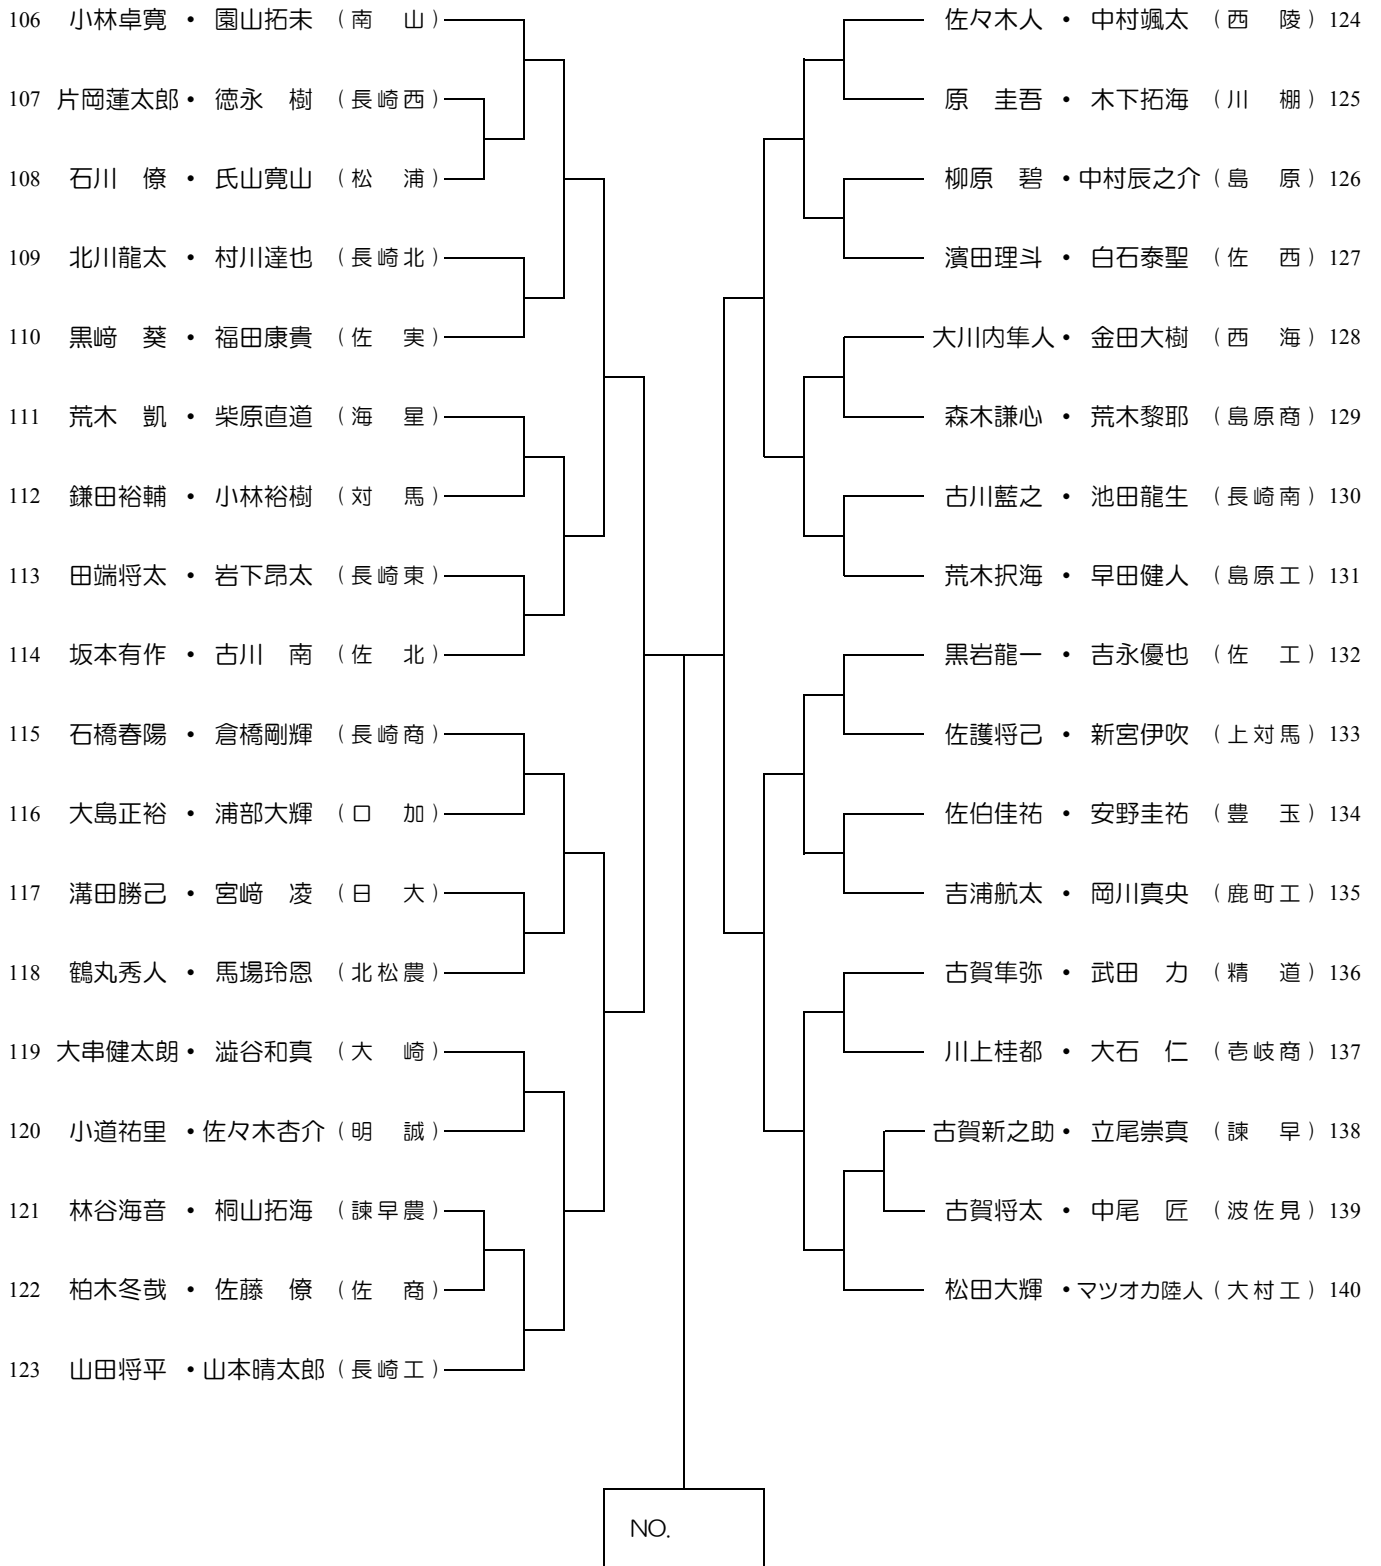 106 小林卓寛 ・ 園山拓未 (南 山)
107 片岡蓮太郎・ 徳永 樹 (長崎西)
108 石川 僚 ・ 氏山寛山 (松 浦)
109 北川龍太 ・ 村川達也 (長崎北)
110 黒﨑 葵 ・ 福田康貴 (佐 実)
111 荒木 凱 ・ 柴原直道 (海 星)
112 鎌田裕輔 ・ 小林裕樹 (対 馬)
113 田端将太 ・ 岩下昂太 (長崎東)
114 坂本有作 ・ 古川 南 (佐 北)
115 石橋春陽 ・ 倉橋剛輝 (長崎商)
116 大島正裕 ・ 浦部大輝 (口 加)
117 溝田勝己 ・ 宮﨑 凌 (日 大)
118 鶴丸秀人 ・ 馬場玲恩 (北松農)
119 大串健太朗・ 澁谷和真 (大 崎)
120 小道祐里 ・佐々木杏介 (明 誠)
121 林谷海音 ・ 桐山拓海 (諫早農)
122 柏木冬哉 ・ 佐藤 僚 (佐 商)
123 山田将平 ・山本晴太郎 (長崎工)
佐々木人 ・ 中村颯太 (西 陵) 124
原 圭吾 ・ 木下拓海 (川 棚) 125
柳原 碧 ・中村辰之介 (島 原) 126
濱田理斗 ・ 白石泰聖 (佐 西) 127
大川内隼人・ 金田大樹 (西 海) 128
森木謙心 ・ 荒木黎耶 (島原商) 129
古川藍之 ・ 池田龍生 (長崎南) 130
荒木択海 ・ 早田健人 (島原工) 131
黒岩龍一 ・ 吉永優也 (佐 工) 132
佐護将己 ・ 新宮伊吹 (上対馬) 133
佐伯佳祐 ・ 安野圭祐 (豊 玉) 134
吉浦航太 ・ 岡川真央 (鹿町工) 135
古賀隼弥 ・ 武田 力 (精 道) 136
川上桂都 ・ 大石 仁 (壱岐商) 137
古賀新之助・ 立尾崇真 (諫 早) 138
古賀将太 ・ 中尾 匠 (波佐見) 139
松田大輝 ・マツオカ陸人 (大村工) 140
NO.